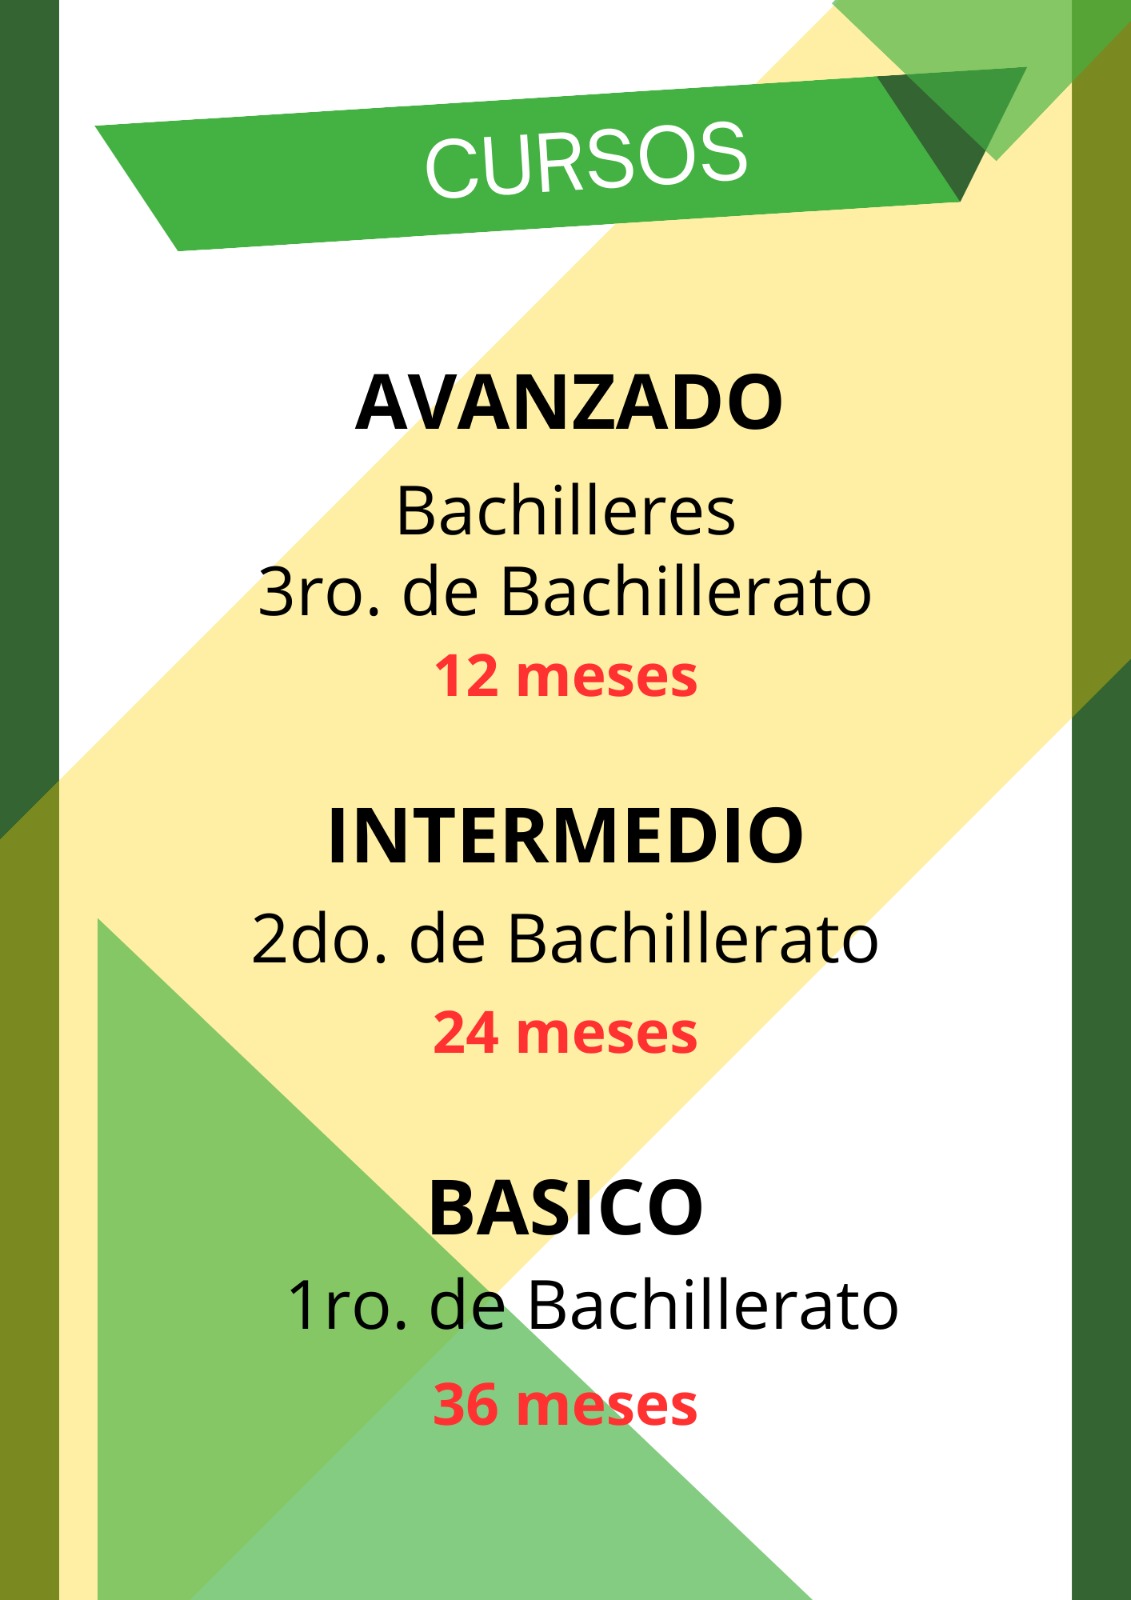 CURSOS
AVANZADO
Bachilleres
3ro. de Bachillerato
12 meses
INTERMEDIO
2do. de Bachillerato
24 meses
BASICO
1ro. de Bachillerato
36 meses